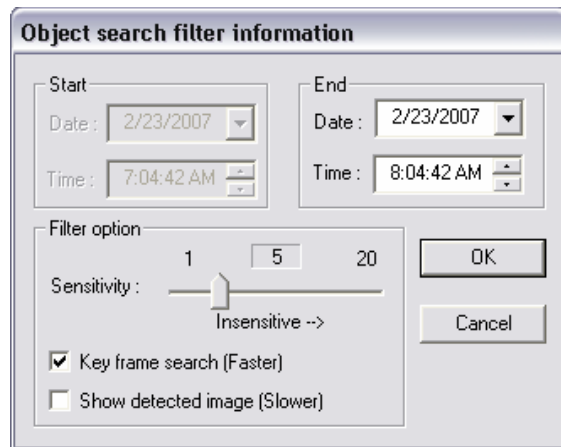 Object search filter information
Start
Date : 2/23/2007
Time : 7:04:42 AM
End
Date : 2/23/2007
Time : 8:04:42 AM
Filter option
1 5 20
Sensitivity :
Insensitive -->
Key frame search (Faster)
Show detected image (Slower)
OK
Cancel